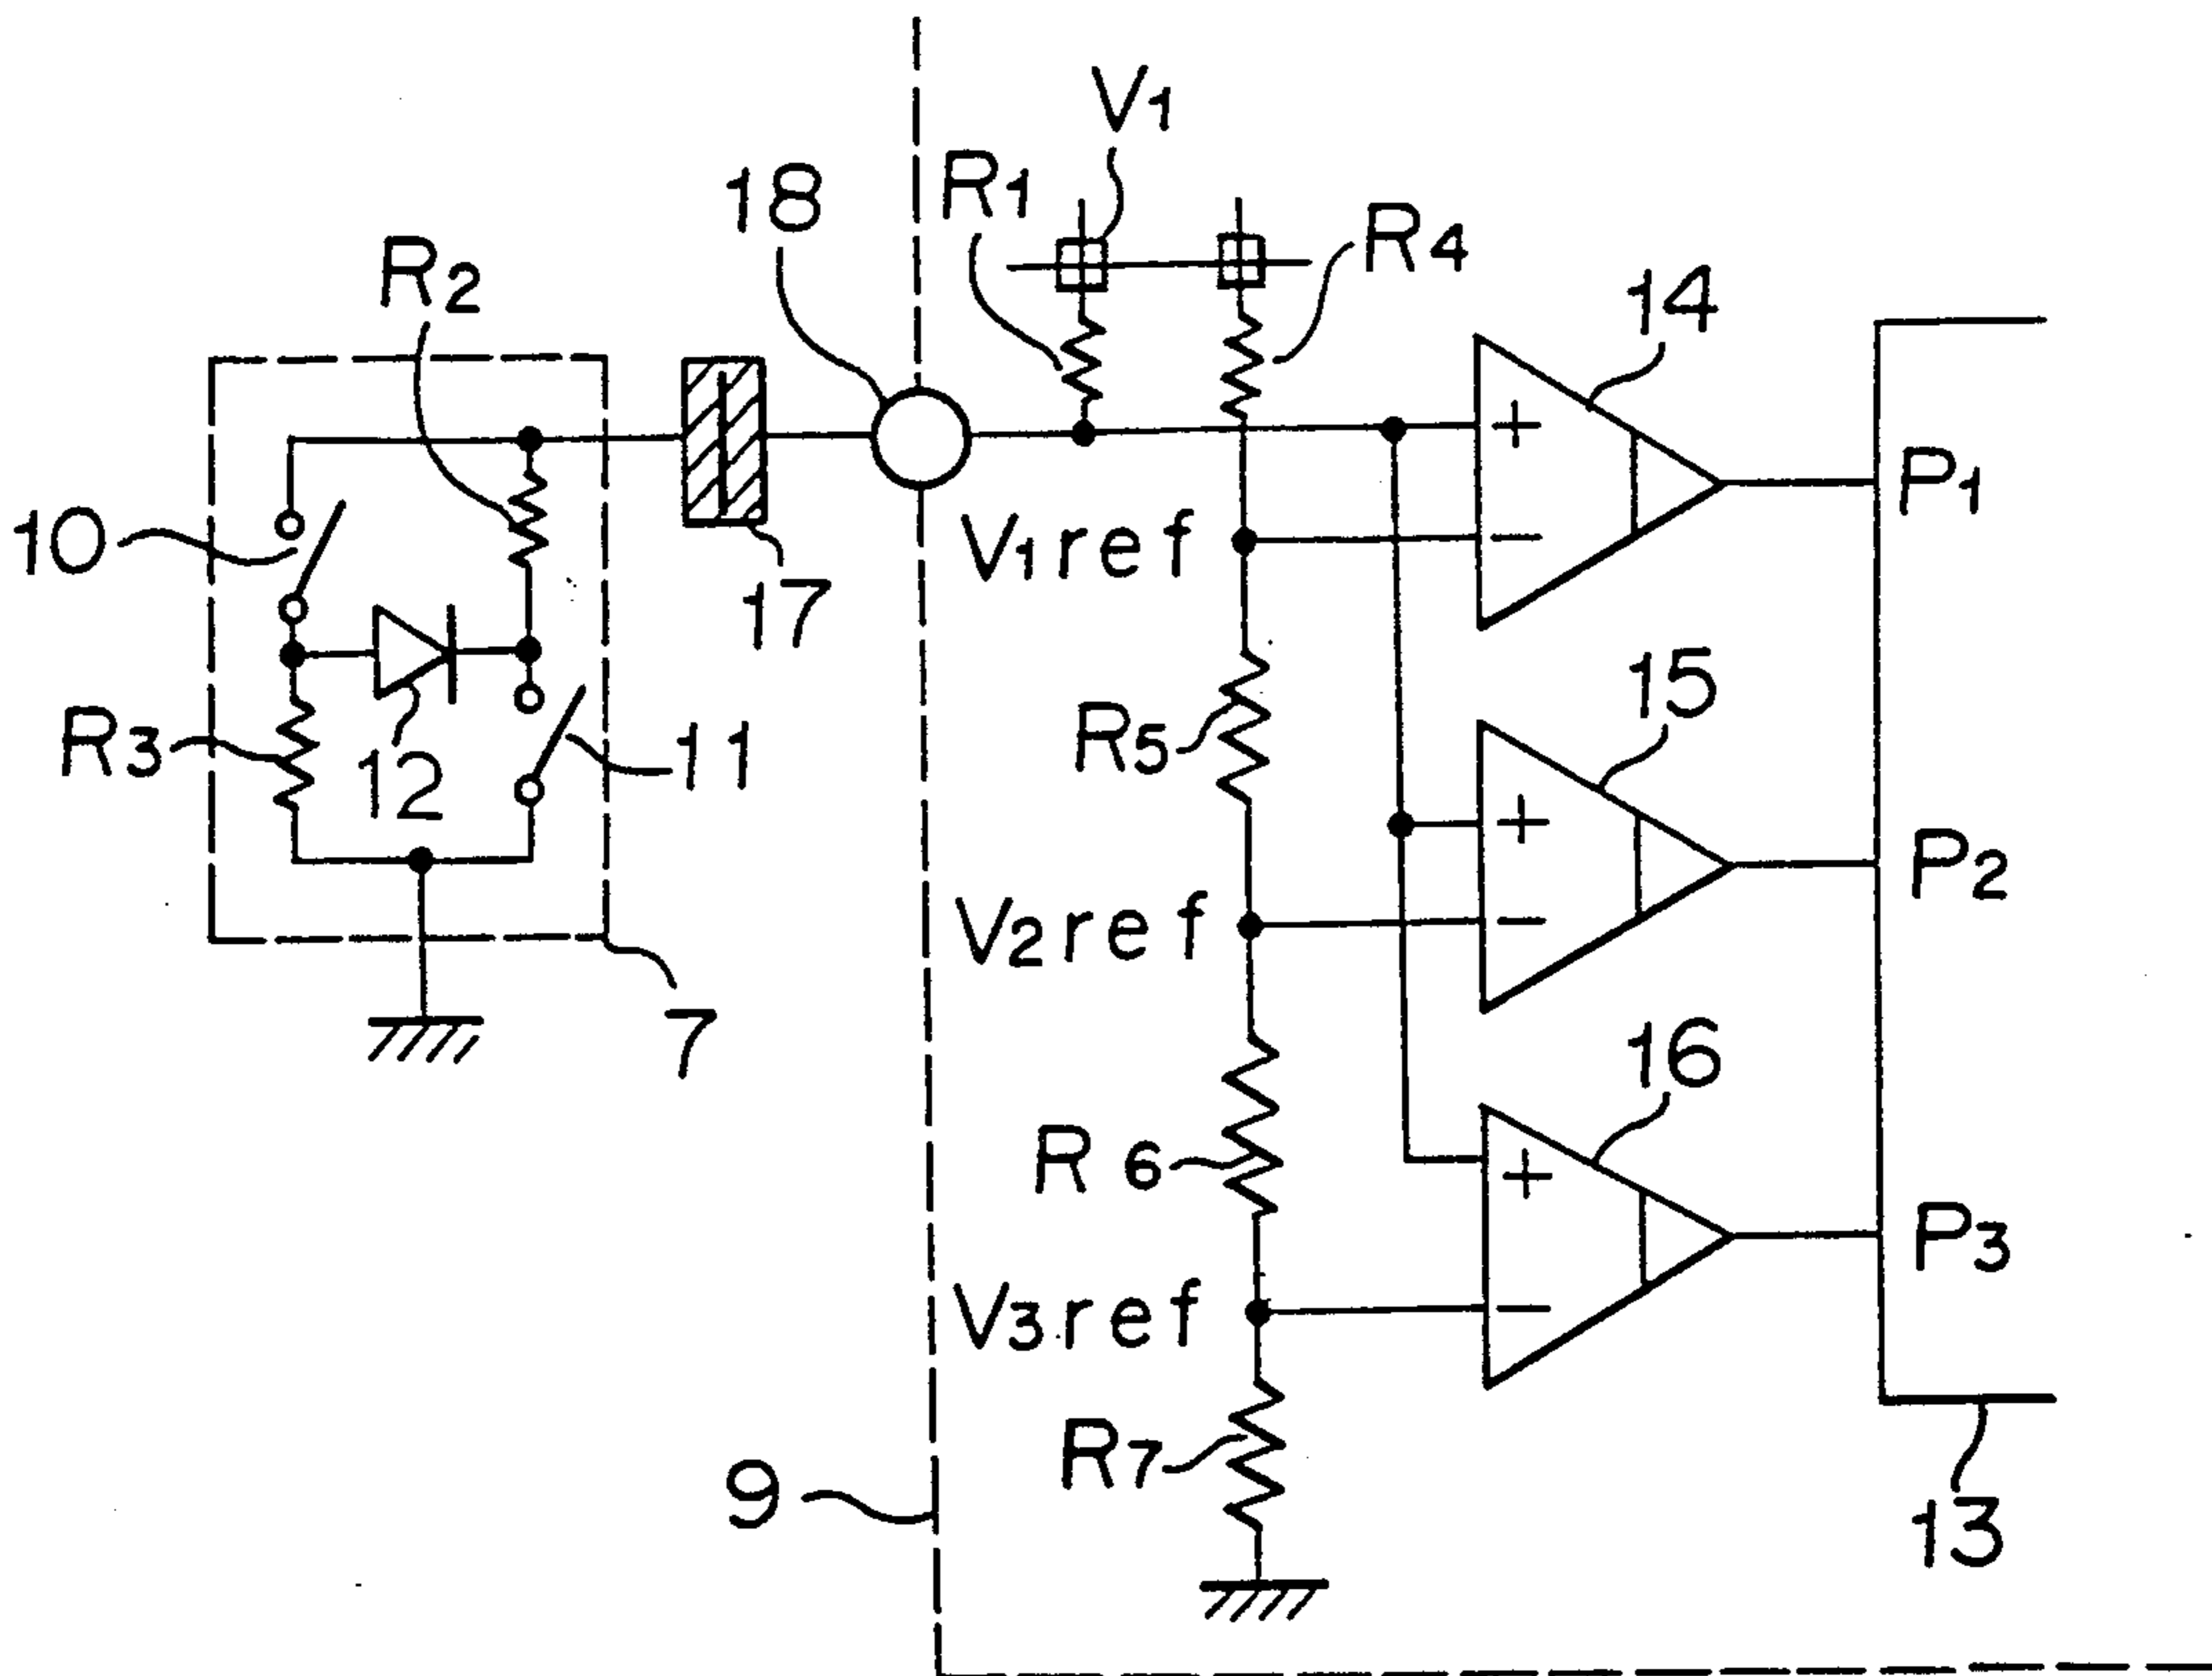 V1
18
R1
R4
R2
14
P1
10
V1ref
17
R5
15
R3
12
11
P2
V2ref
7
16
R6
P3
V3ref
R7
9
13
+
−
+
−
+
−